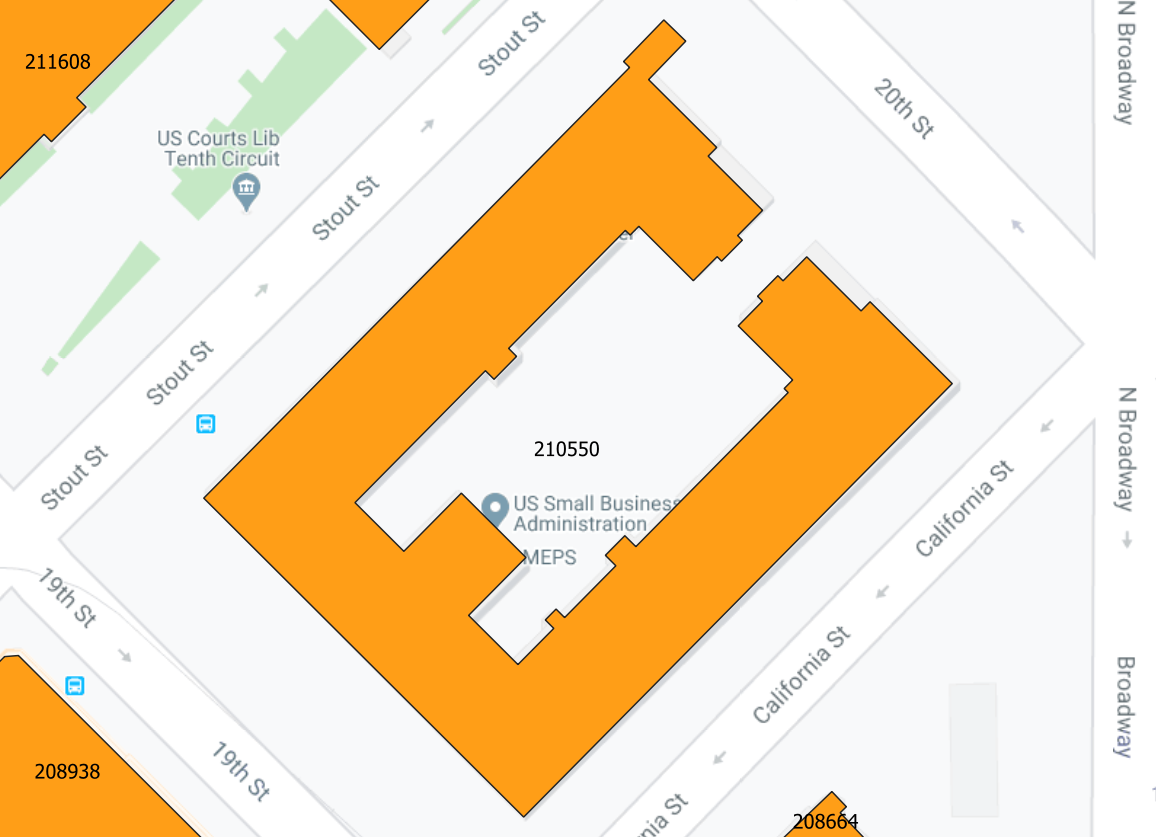 N Broadway
Stout St
211608
20th St
US Courts Lib
Tenth Circuit
Stout St
Stout St
N Broadway
210550
Stout St
California St
US Small Business
Administration
MEPS
19th St
California St
Broadway
19th St
208938
208664